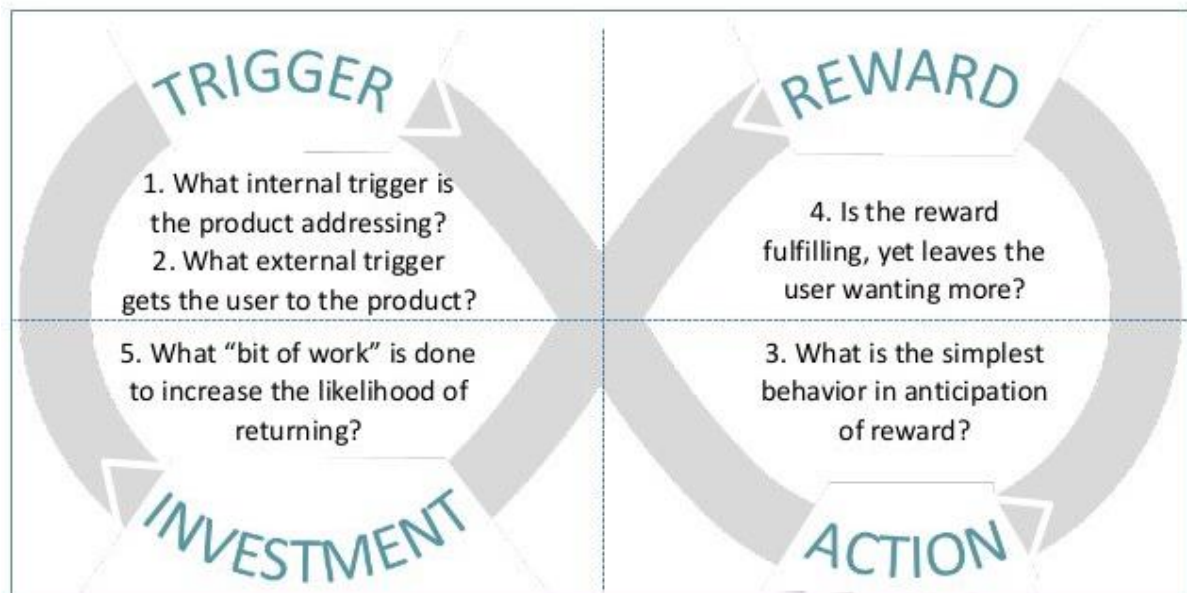 TRIGGER
1. What internal trigger is
the product addressing?
2. What external trigger
gets the user to the product?
REWARD
4. Is the reward
fulfilling, yet leaves the
user wanting more?
5. What “bit of work” is done
to increase the likelihood of
returning?
INVESTMENT
3. What is the simplest
behavior in anticipation
of reward?
ACTION